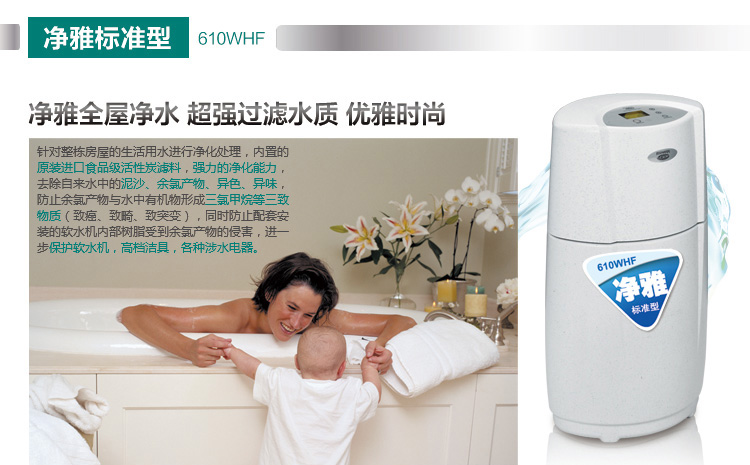 净雅标准型 610WHF
净雅全屋净水 超强过滤水质 优雅时尚
针对整栋房屋的生活用水进行净化处理，内置的
原装进口食品级活性炭滤料，强力的净化能力，
去除自来水中的泥沙、余氯产物、异色、异味，
防止余氯产物与水中有机物形成三氯甲烷等三致
物质（致癌、致畸、致突变），同时防止配套安
装的软水机内部树脂受到余氯产物的侵害，进一
步保护软水机，高档洁具，各种涉水电器。
610WHF
净雅
标准型